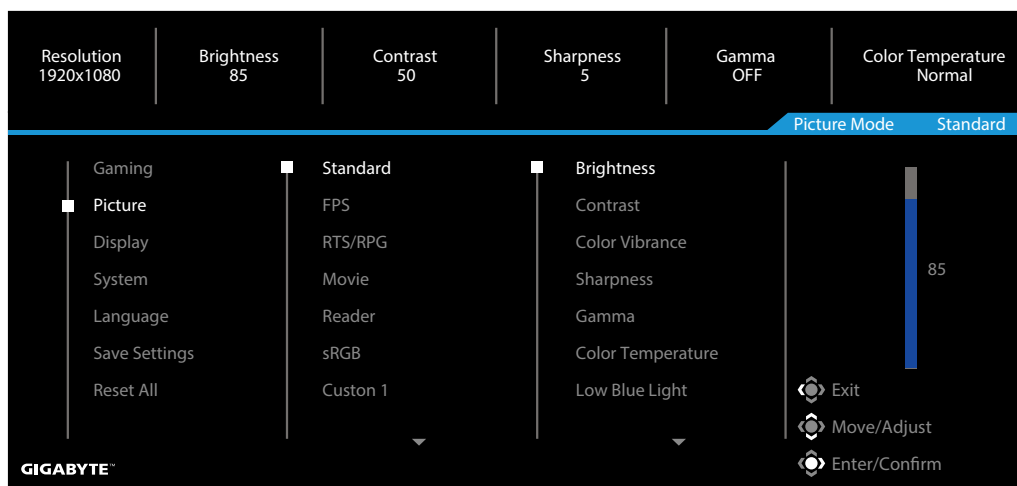 Resolution
1920x1080
Brightness
85
Contrast
50
Sharpness
5
Gamma
OFF
Color Temperature
Normal
Picture Mode Standard
Gaming
Picture
Display
System
Language
Save Settings
Reset All
Standard
FPS
RTS/RPG
Movie
Reader
sRGB
Custon 1
Brightness
Contrast
Color Vibrance
Sharpness
Gamma
Color Temperature
Low Blue Light
85
Exit
Move/Adjust
Enter/Confirm
GIGABYTE™